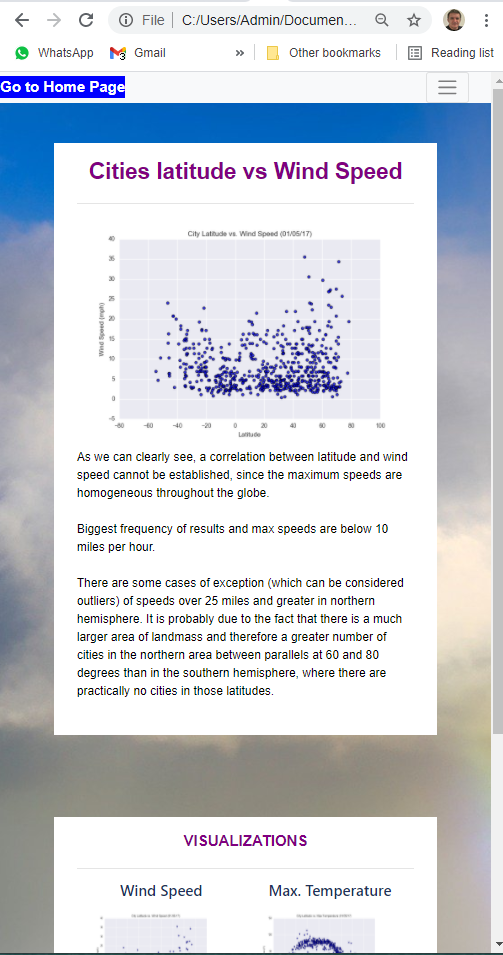 File | C:/Users/Admin/Documen...
WhatsApp
3
Gmail
»
Other bookmarks
Reading list
Go to Home Page
Cities latitude vs Wind Speed
City Latitude vs. Wind Speed (01/05/17)
40
35
30
25
20
15
10
5
0
-5
Wind Speed (mph)
-80 -60 -40 -20 0 20 40 60 80 100
Latitude
As we can clearly see, a correlation between latitude and wind
speed cannot be established, since the maximum speeds are
homogeneous throughout the globe.
Biggest frequency of results and max speeds are below 10
miles per hour.
There are some cases of exception (which can be considered
outliers) of speeds over 25 miles and greater in northern
hemisphere. It is probably due to the fact that there is a much
larger area of landmass and therefore a greater number of
cities in the northern area between parallels at 60 and 80
degrees than in the southern hemisphere, where there are
practically no cities in those latitudes.
VISUALIZATIONS
Wind Speed Max. Temperature